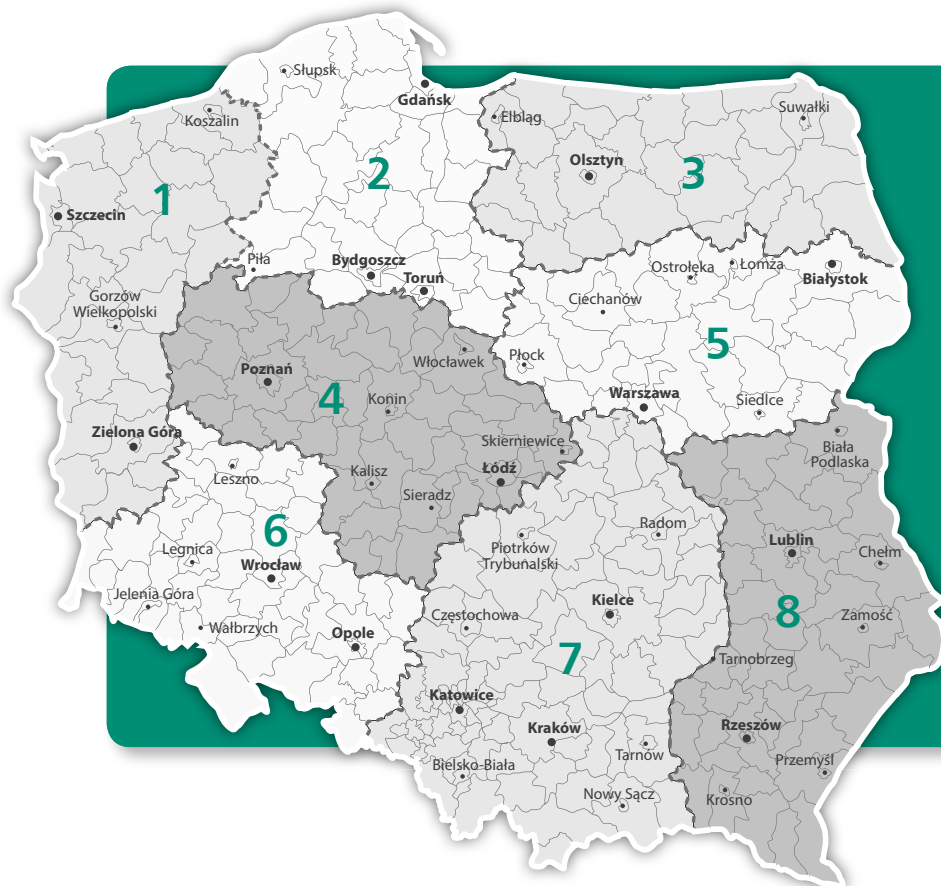 Słupsk
Gdańsk
Koszalin
Elbląg
Suwałki
Olsztyn
1
2
3
Szczecin
Piła
Bydgoszcz
Toruń
Ostrołęka
Łomża
Białystok
Gorzów
Wielkopolski
Ciechanów
5
Włocławek
Płock
Poznań
4
Konin
Warszawa
Siedlce
Zielona Góra
Skierniewice
Biała
Podlaska
Leszno
Kalisz
Łódź
Sieradz
6
Radom
Legnica
Wrocław
Piotrków
Trybunalski
Lublin
Chełm
Jelenia Góra
Kielce
8
Wałbrzych
Opole
Częstochowa
Zamość
7
Tarnobrzeg
Katowice
Kraków
Rzeszów
Tarnów
Przemyśl
Bielsko-Biała
Nowy Sącz
Krosno